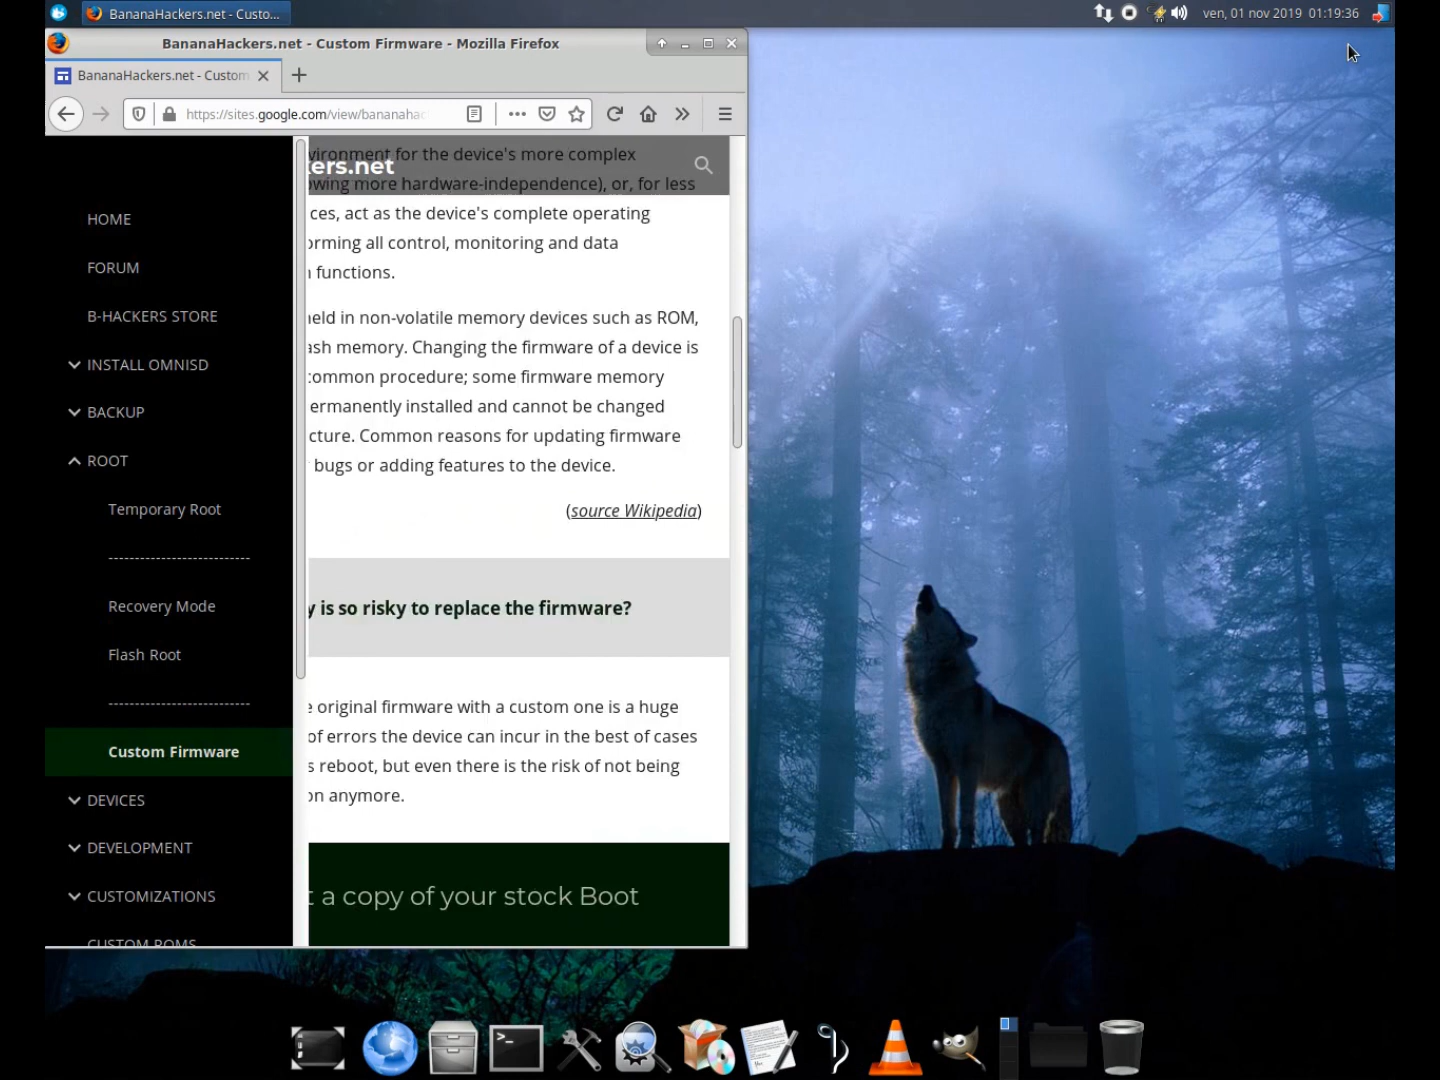 BananaHackers.net - Custo...
ven, 01 nov 2019 01:19:36
BananaHackers.net - Custom Firmware - Mozilla Firefox
BananaHackers.net - Custom
https://sites.google.com/view/bananahac
ers.net
HOME
FORUM
B-HACKERS STORE
INSTALL OMNISD
BACKUP
ROOT
Temporary Root
---------------------------
Recovery Mode
Flash Root
---------------------------
Custom Firmware
DEVICES
DEVELOPMENT
CUSTOMIZATIONS
CUSTOM ROMS
vironment for the device's more complex
owing more hardware-independence), or, for less
ces, act as the device's complete operating
orming all control, monitoring and data
n functions.
held in non-volatile memory devices such as ROM,
ash memory. Changing the firmware of a device is
common procedure; some firmware memory
ermanently installed and cannot be changed
cture. Common reasons for updating firmware
bugs or adding features to the device.
(source Wikipedia)
y is so risky to replace the firmware?
e original firmware with a custom one is a huge
of errors the device can incur in the best of cases
s reboot, but even there is the risk of not being
on anymore.
t a copy of your stock Boot